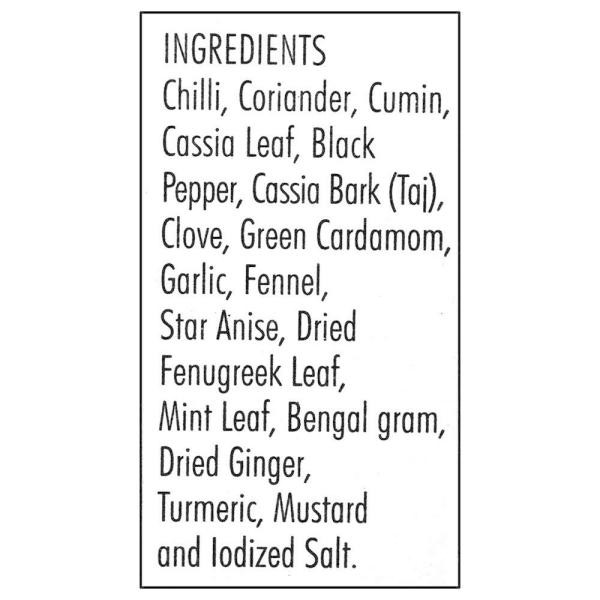 INGREDIENTS
Chilli, Coriander, Cumin,
Cassia Leaf, Black
Pepper, Cassia Bark (Taj),
Clove, Green Cardamom,
Garlic, Fennel,
Star Anise, Dried
Fenugreek Leaf,
Mint Leaf, Bengal gram,
Dried Ginger,
Turmeric, Mustard
and Iodized Salt.